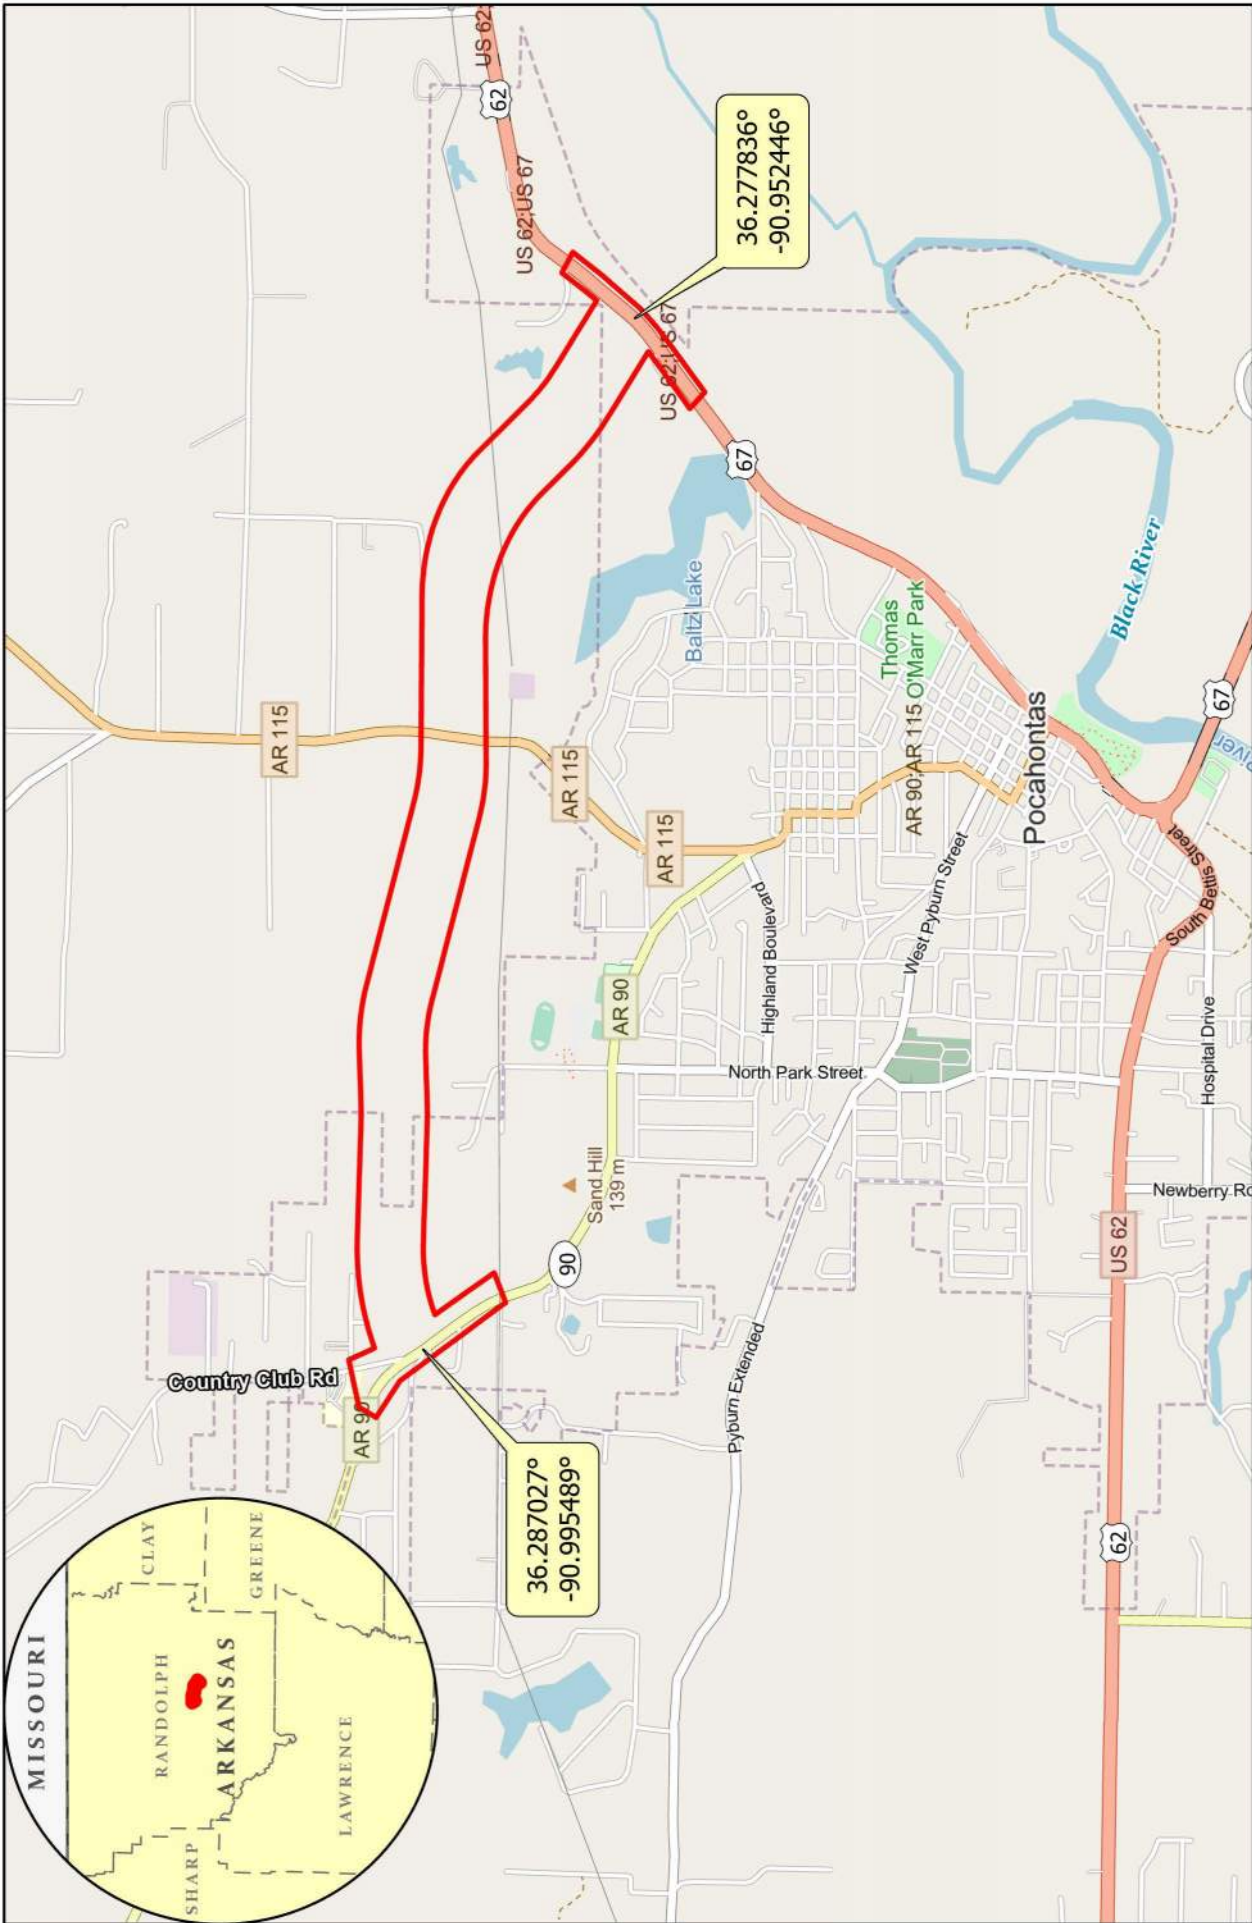 MISSOURI
CLAY
RANDOLPH
GREENE
ARKANSAS
SHARP
LAWRENCE
Country Club Rd
AR 90
36.287027°
-90.995489°
90
Sand Hill
139 m
AR 90
AR 115
AR 115
AR 115
US 62;
62
US 62;US 67
US 62;US 67
36.277836°
-90.952446°
67
Baltz Lake
Thomas
O'Marr Park
AR 90;AR 115
Highland Boulevard
North Park Street
West Pyburn Street
Pyburn Extended
Pocahontas
Black River
River
67
South Bettis Street
Hospital Drive
Newberry Ro
US 62
62